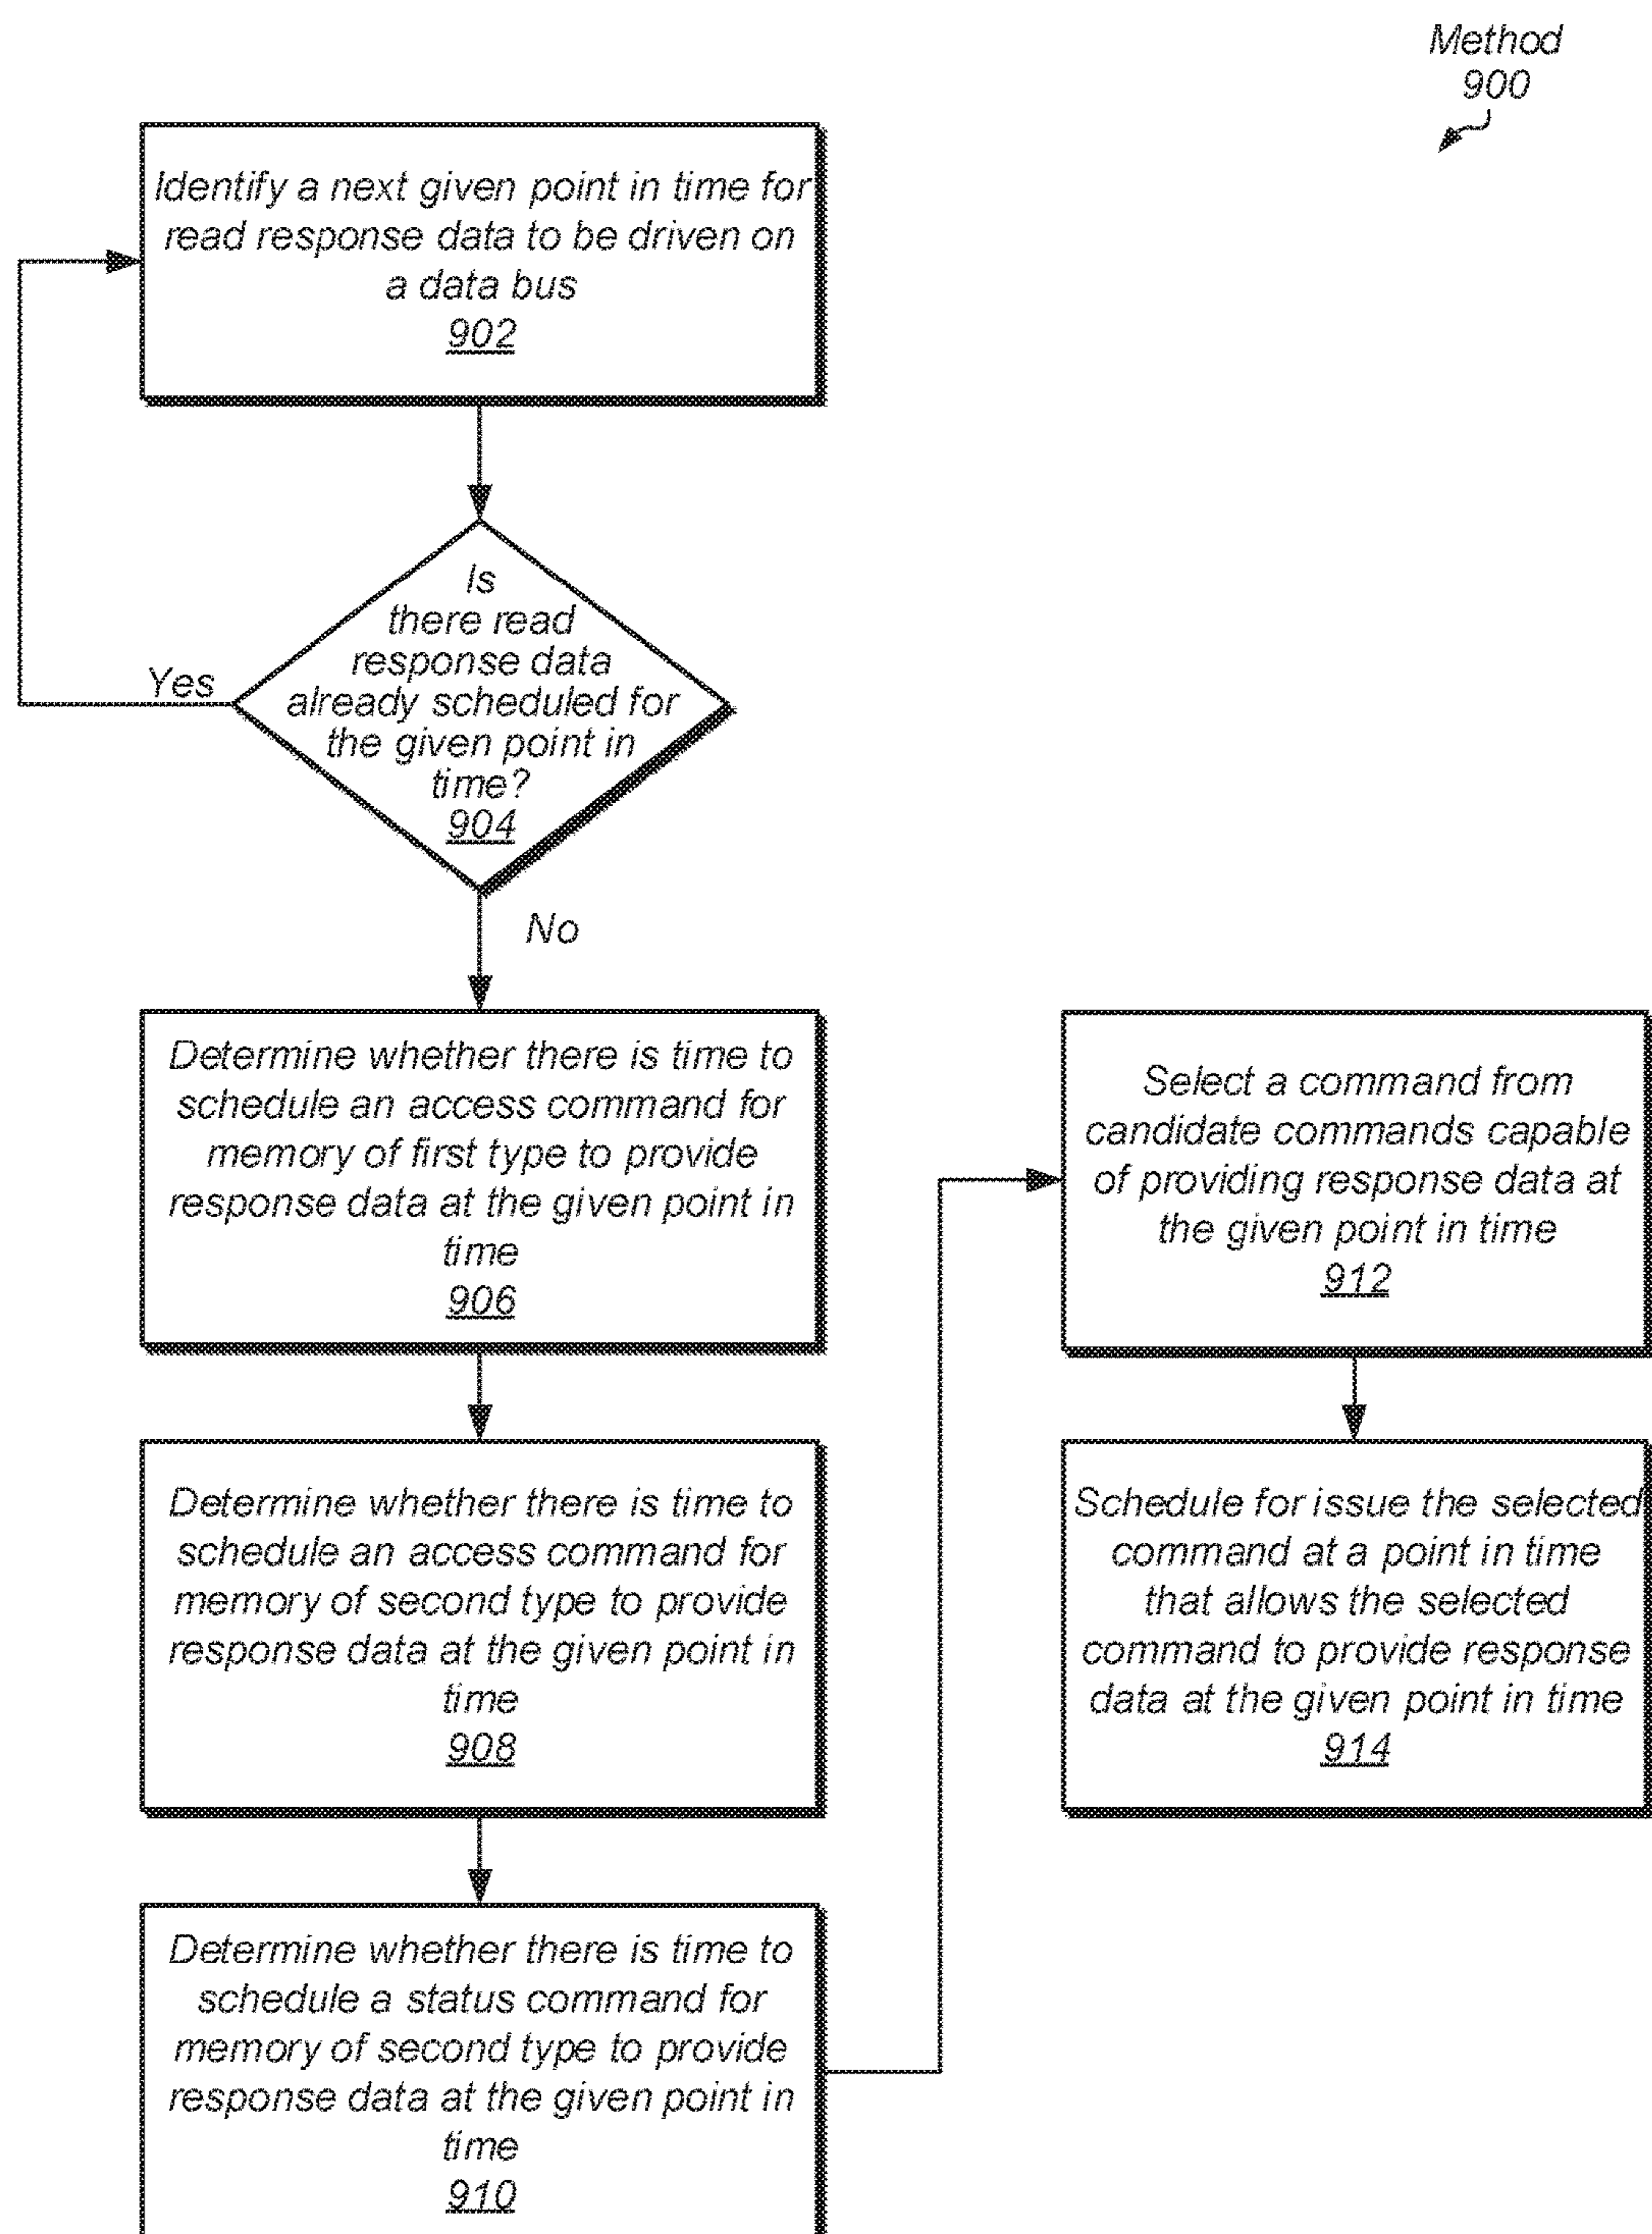 Method
900
Identify a next given point in time for
read response data to be driven on
a data bus
902
Is
there read
response data
already scheduled for
the given point in
time?
904
Yes
No
Determine whether there is time to
schedule an access command for
memory of first type to provide
response data at the given point in
time
906
Determine whether there is time to
schedule an access command for
memory of second type to provide
response data at the given point in
time
908
Determine whether there is time to
schedule a status command for
memory of second type to provide
response data at the given point in
time
910
Select a command from
candidate commands capable
of providing response data at
the given point in time
912
Schedule for issue the selected
command at a point in time
that allows the selected
command to provide response
data at the given point in time
914